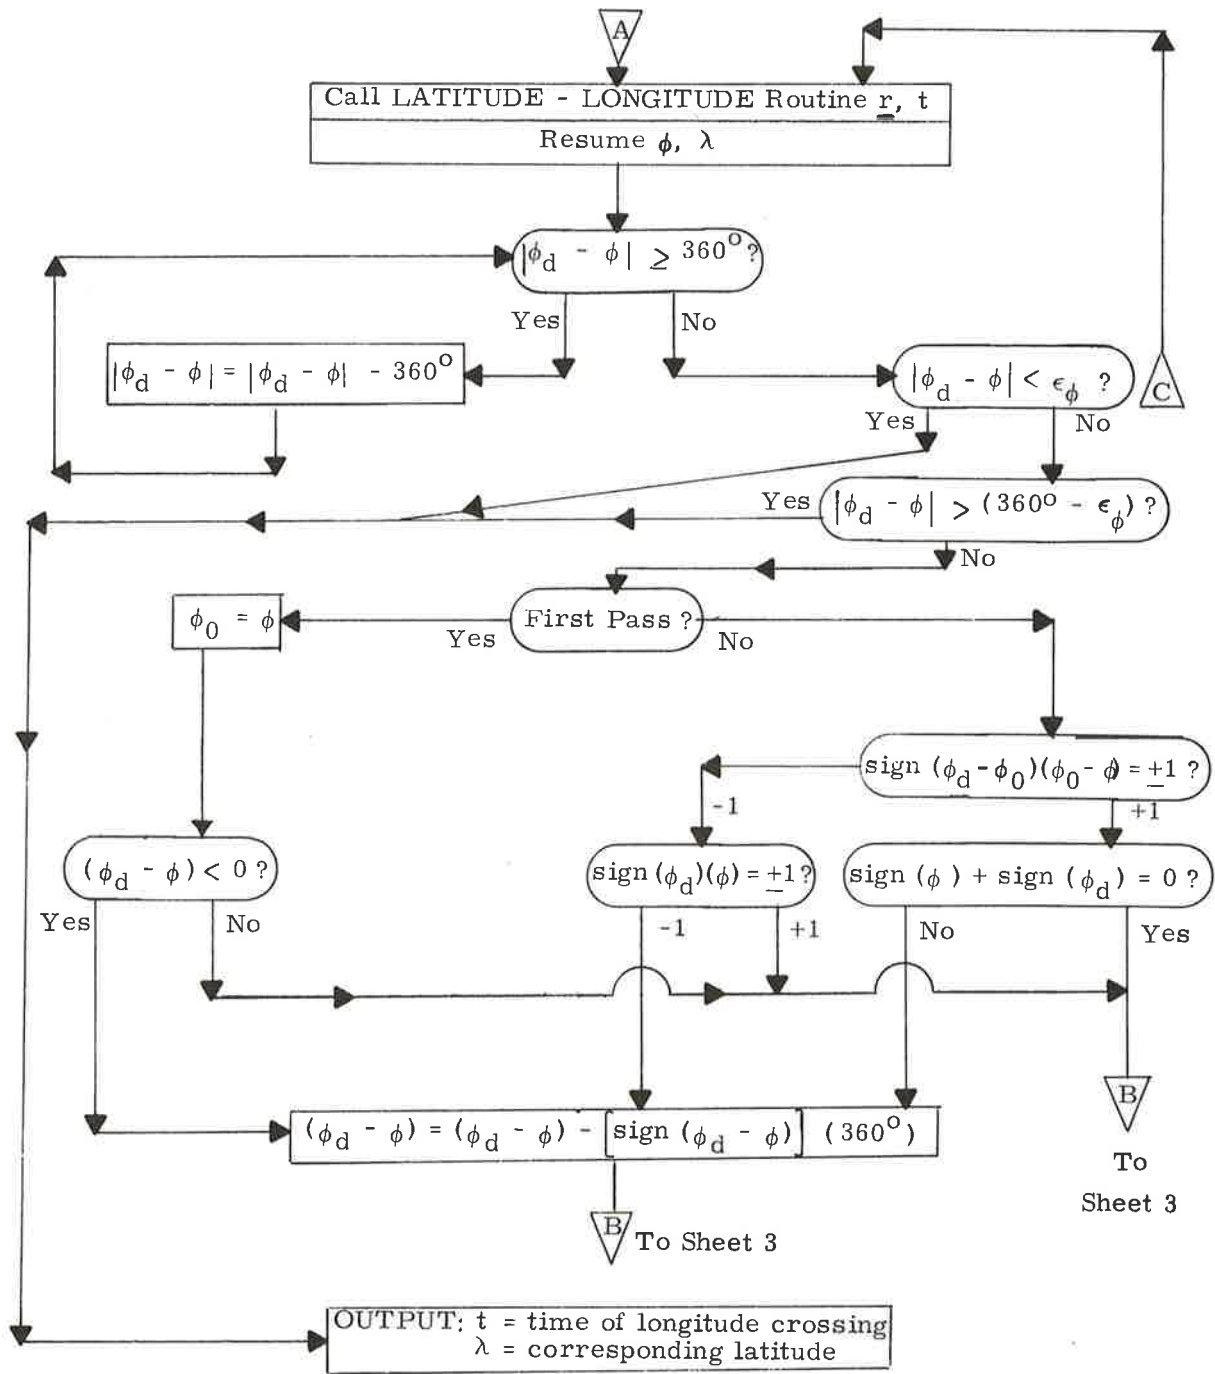 A
Call LATITUDE - LONGITUDE Routine r, t
Resume ϕ, λ
|ϕd - ϕ| ≥ 360° ?
Yes
No
|ϕd - ϕ| = |ϕd - ϕ| - 360°
|ϕd - ϕ| < ϵϕ ?
C
Yes
No
Yes
|ϕd - ϕ| > (360° - ϵϕ) ?
No
ϕ0 = ϕ
First Pass ?
Yes
No
sign (ϕd - ϕ0)(ϕ0 - ϕ) = ±1 ?
-1
+1
(ϕd - ϕ) < 0 ?
sign (ϕd)(ϕ) = ±1 ?
sign (ϕ) + sign (ϕd) = 0 ?
Yes
No
-1
+1
No
Yes
B
(ϕd - ϕ) = (ϕd - ϕ) - [sign (ϕd - ϕ)] (360°)
To
Sheet 3
B
To Sheet 3
OUTPUT: t = time of longitude crossing
λ = corresponding latitude